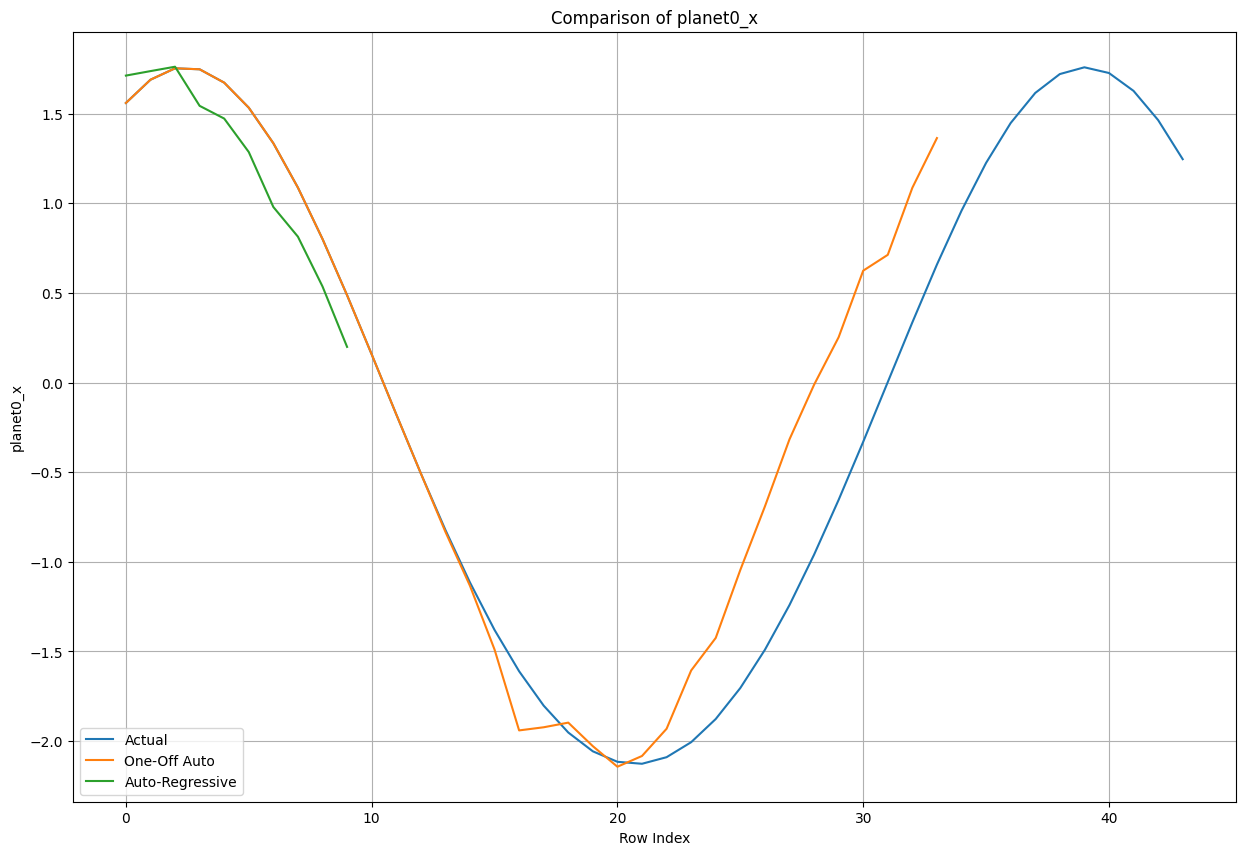 Comparison of planet0_x
1.5
1.0
0.5
0.0
−0.5
−1.0
−1.5
−2.0
planet0_x
Actual
One-Off Auto
Auto-Regressive
0 10 20 30 40
Row Index